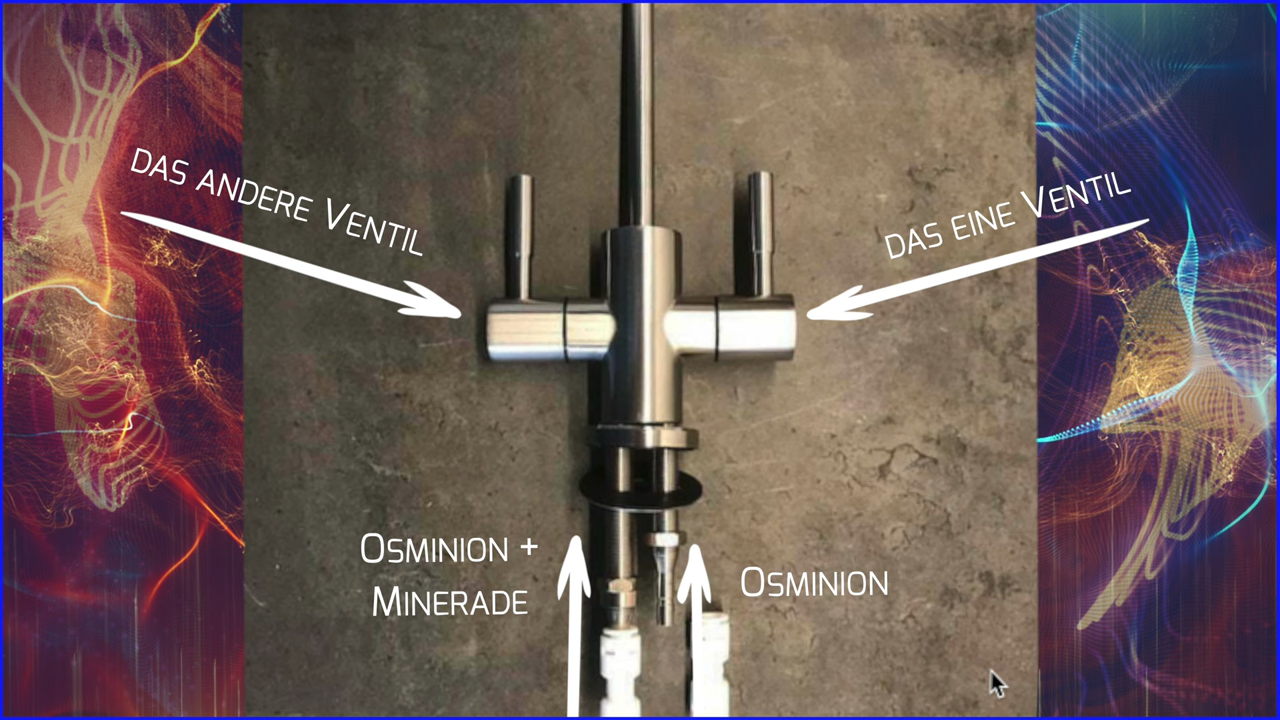 DAS ANDERE VENTIL
DAS EINE VENTIL
OSMINION +
MINERADE
OSMINION